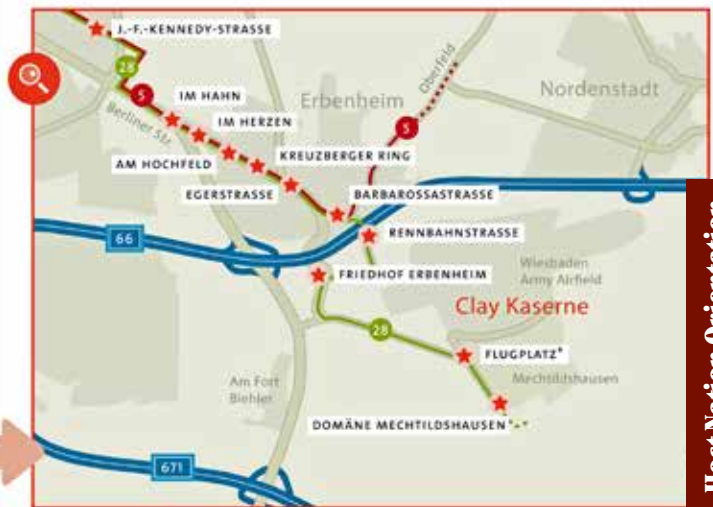 J.-F.-KENNEDY-STRASSE
28
5
IM HAHN
Berliner Str.
IM HERZEN
AM HOCHFELD
KREUZBERGER RING
EGERSTRASSE
Erbenheim
Oberfeld
5
Nordenstadt
BARBAROSSASTRASSE
RENNBAHNSTRASSE
66
FRIEDHOF ERBENHEIM
Wiesbaden
Army Airfield
Clay Kaserne
28
FLUGPLATZ*
Am Fort
Biehler
Mechtildshausen
DOMÄNE MECHTILDSHAUSEN*
671
Host Nation Orientation